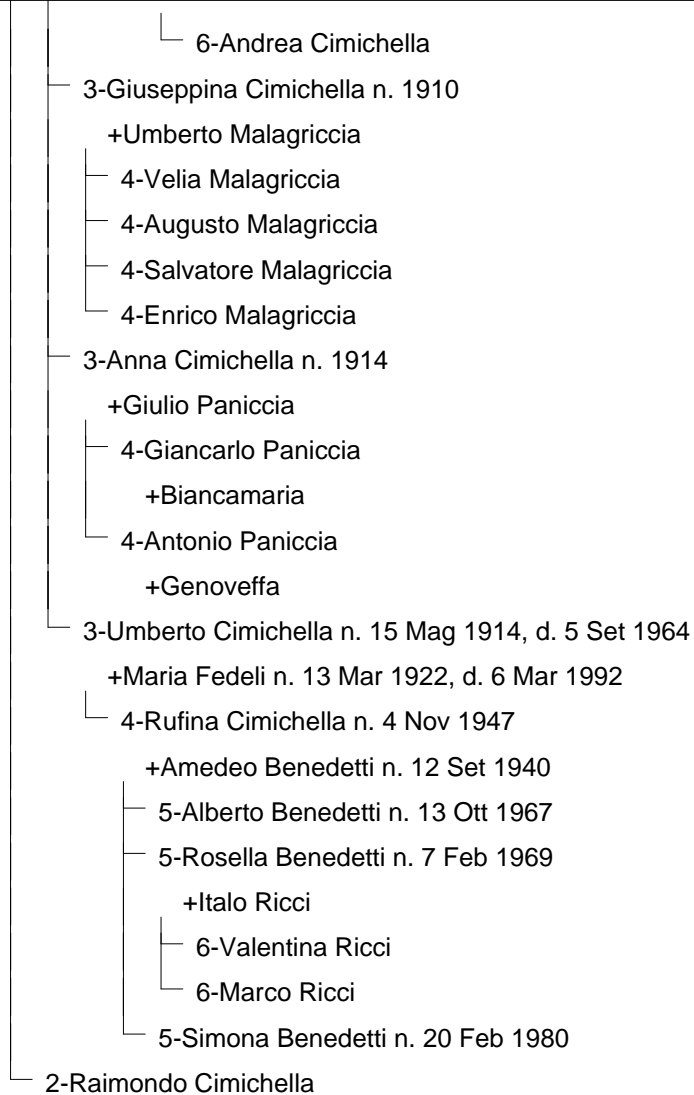 6-Andrea Cimichella
3-Giuseppina Cimichella n. 1910
+Umberto Malagriccia
4-Velia Malagriccia
4-Augusto Malagriccia
4-Salvatore Malagriccia
4-Enrico Malagriccia
3-Anna Cimichella n. 1914
+Giulio Paniccia
4-Giancarlo Paniccia
+Biancamaria
4-Antonio Paniccia
+Genoveffa
3-Umberto Cimichella n. 15 Mag 1914, d. 5 Set 1964
+Maria Fedeli n. 13 Mar 1922, d. 6 Mar 1992
4-Rufina Cimichella n. 4 Nov 1947
+Amedeo Benedetti n. 12 Set 1940
5-Alberto Benedetti n. 13 Ott 1967
5-Rosella Benedetti n. 7 Feb 1969
+Italo Ricci
6-Valentina Ricci
6-Marco Ricci
5-Simona Benedetti n. 20 Feb 1980
2-Raimondo Cimichella